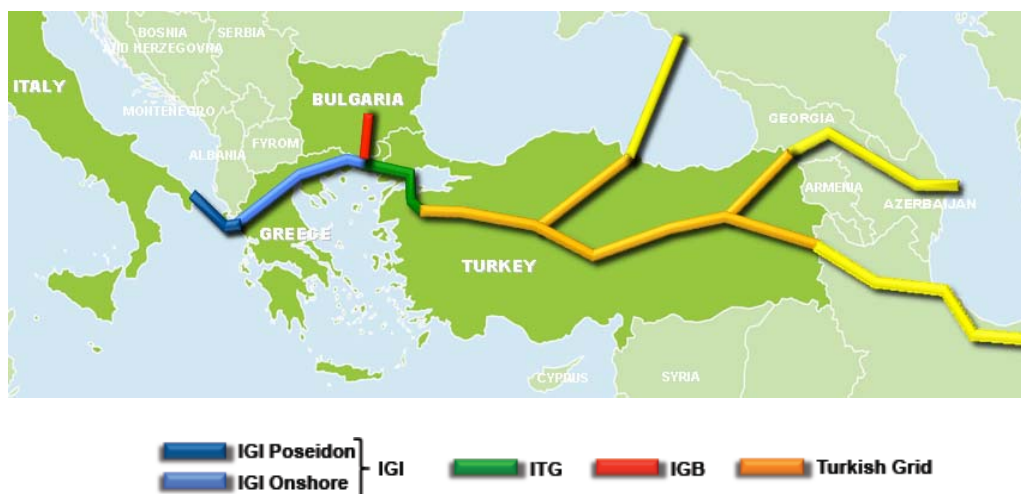 BOSNIA
AND HERZEGOVNA
SERBIA
ITALY
MONTENEGRO
BULGARIA
GEORGIA
FYROM
ALBANIA
ARMENIA
AZERBAIJAN
GREECE
TURKEY
CYPRUS
SYRIA
IGI Poseidon
IGI Onshore
IGI
ITG
IGB
Turkish Grid